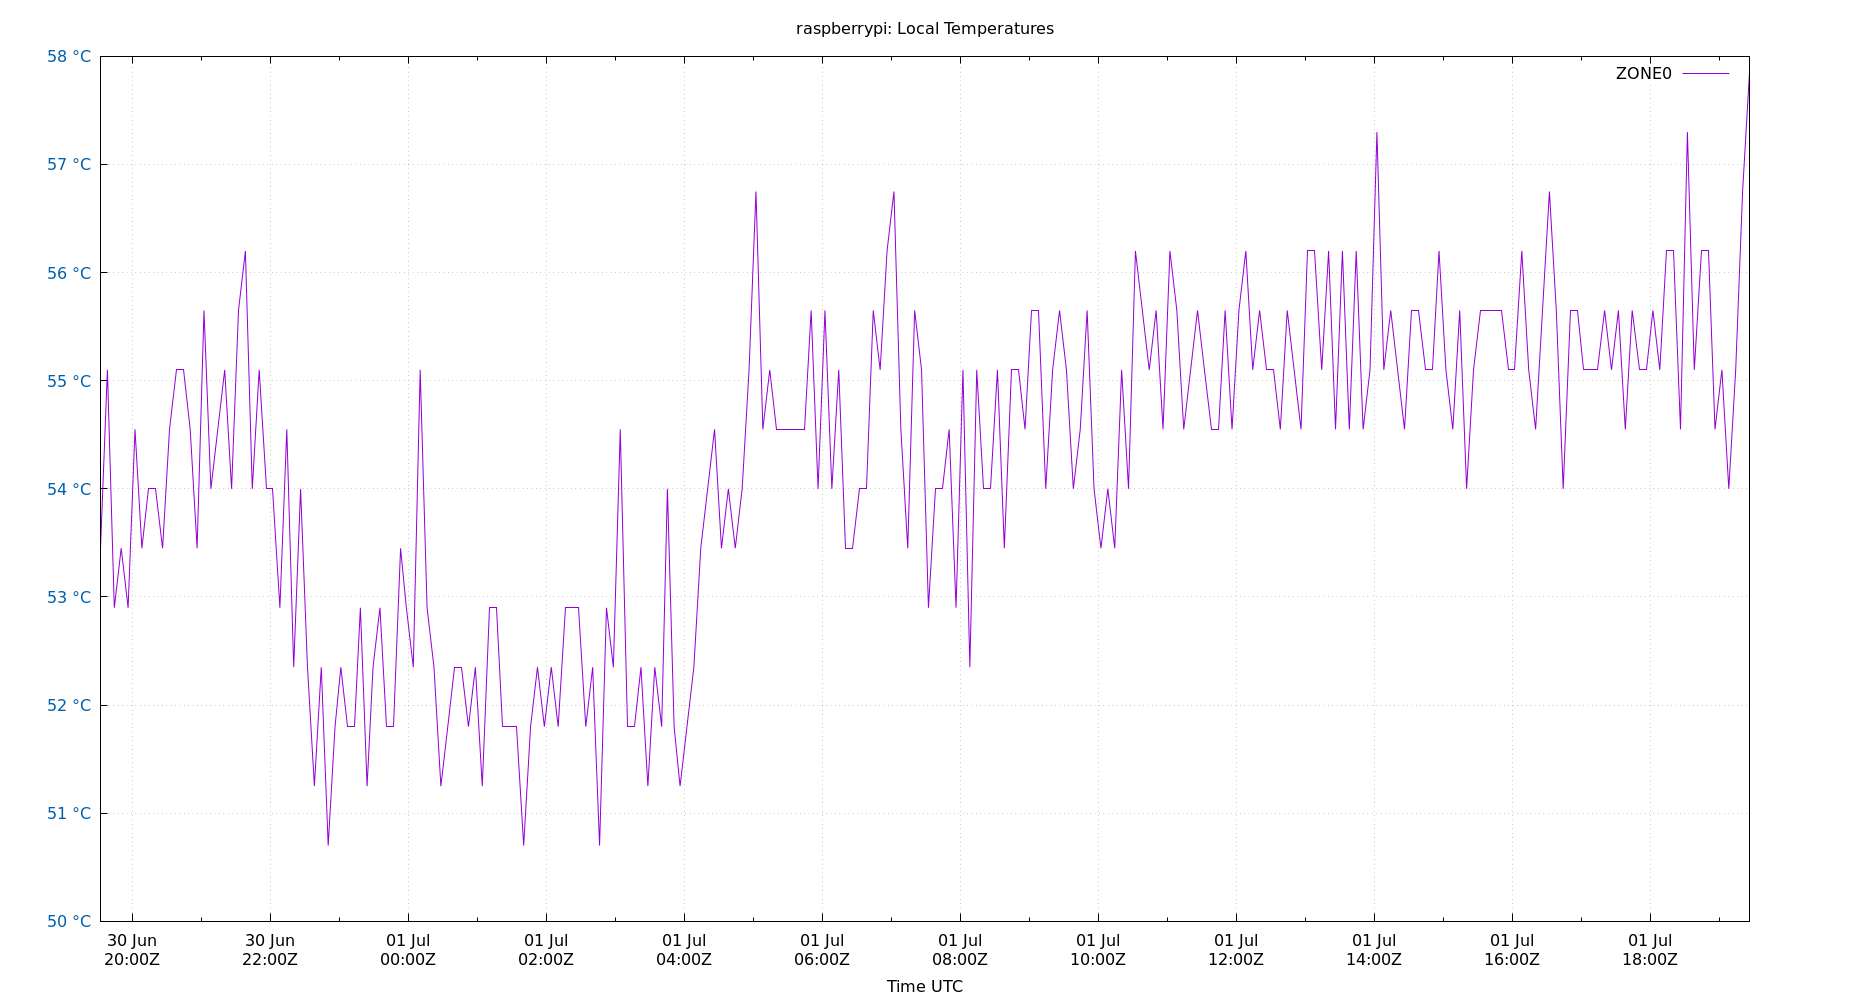 raspberrypi: Local Temperatures
58 °C
ZONE0
57 °C
56 °C
55 °C
54 °C
53 °C
52 °C
51 °C
50 °C
30 Jun 30 Jun 01 Jul 01 Jul 01 Jul 01 Jul 01 Jul 01 Jul 01 Jul 01 Jul 01 Jul 01 Jul
20:00Z 22:00Z 00:00Z 02:00Z 04:00Z 06:00Z 08:00Z 10:00Z 12:00Z 14:00Z 16:00Z 18:00Z
Time UTC